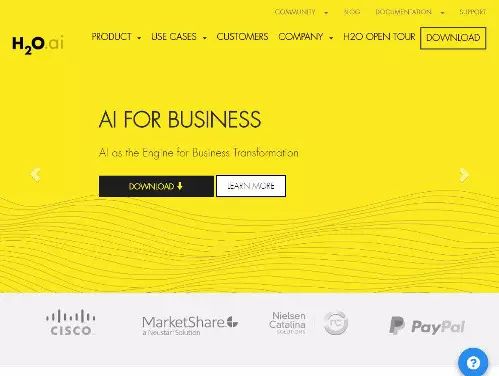 COMMUNITY BLOG DOCUMENTATION SUPPORT
H2O.ai PRODUCT USE CASES CUSTOMERS COMPANY H2O OPEN TOUR DOWNLOAD
AI FOR BUSINESS
AI as the Engine for Business Transformation
DOWNLOAD LEARN MORE
CISCO MarketShare Nielsen PayPal
a Neustar Solution Catalina
SOLUTIONS
?